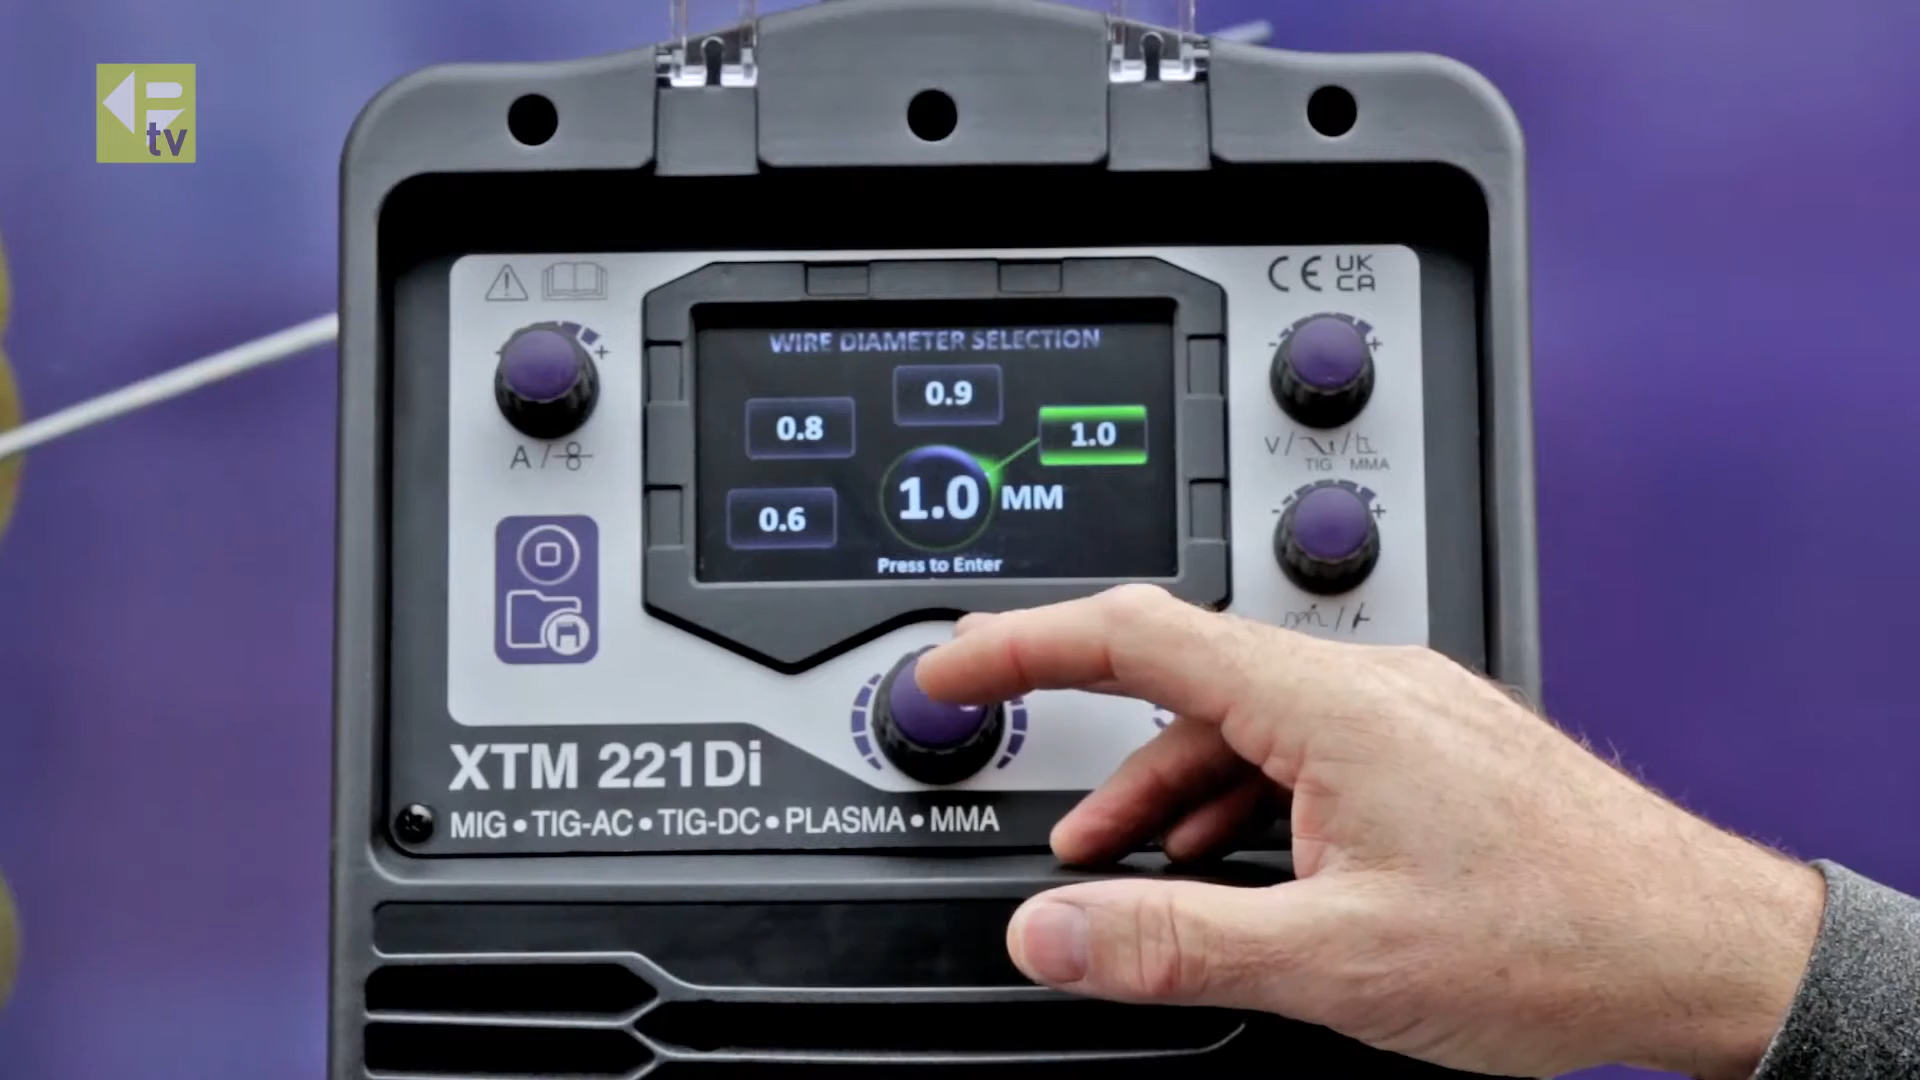 tv
CE UK
CA
- +
- +
A /
WIRE DIAMETER SELECTION
0.9
0.8
1.0
1.0 MM
0.6
Press to Enter
V / /
TIG MMA
- +
XTM 221Di
MIG • TIG-AC • TIG-DC • PLASMA • MMA